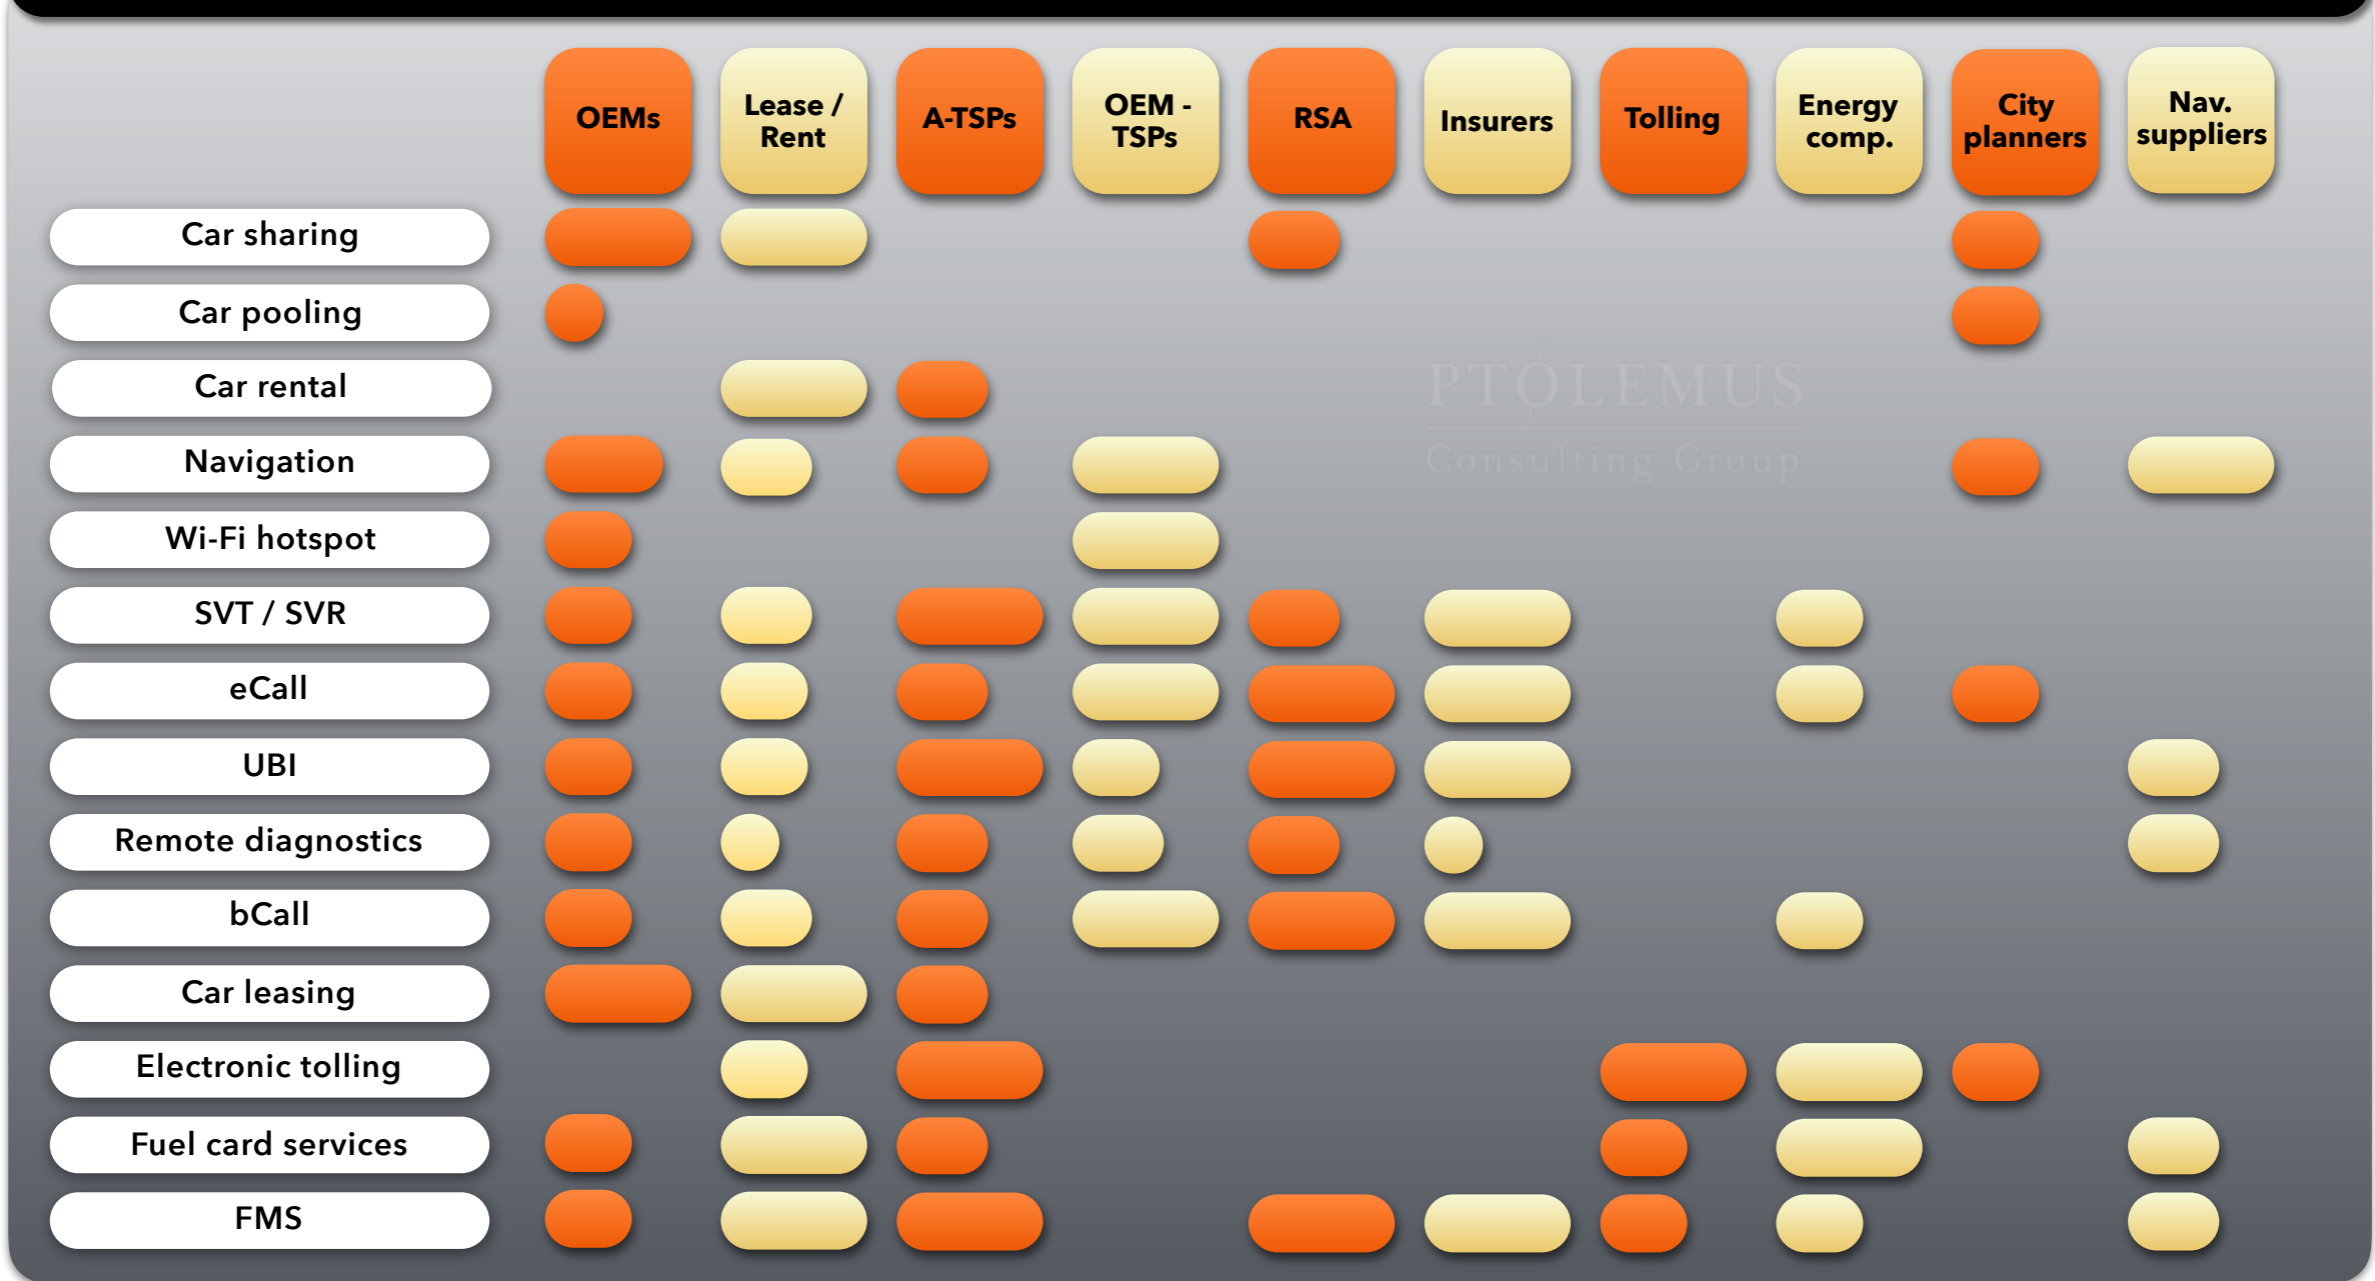 OEMs
Lease /
Rent
A-TSPs
OEM -
TSPs
RSA
Insurers
Tolling
Energy
comp.
City
planners
Nav.
suppliers
Car sharing
Car pooling
Car rental
PTOLEMUS
Navigation
Consulting Group
Wi-Fi hotspot
SVT / SVR
eCall
UBI
Remote diagnostics
bCall
Car leasing
Electronic tolling
Fuel card services
FMS